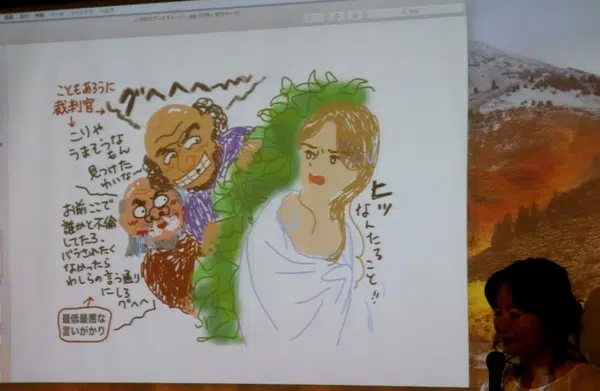 こともあろうに
裁判官→
グヘヘヘ〜〜
こりゃ
うまそうな
もん
見つけた
わいな
お前ここで
誰かと不倫
してたろ、
バラされたく
なかったら
わしらの言う通り
にしろ
グヘヘ
最低最悪な
言いがかり
ヒッ
なんたること!!